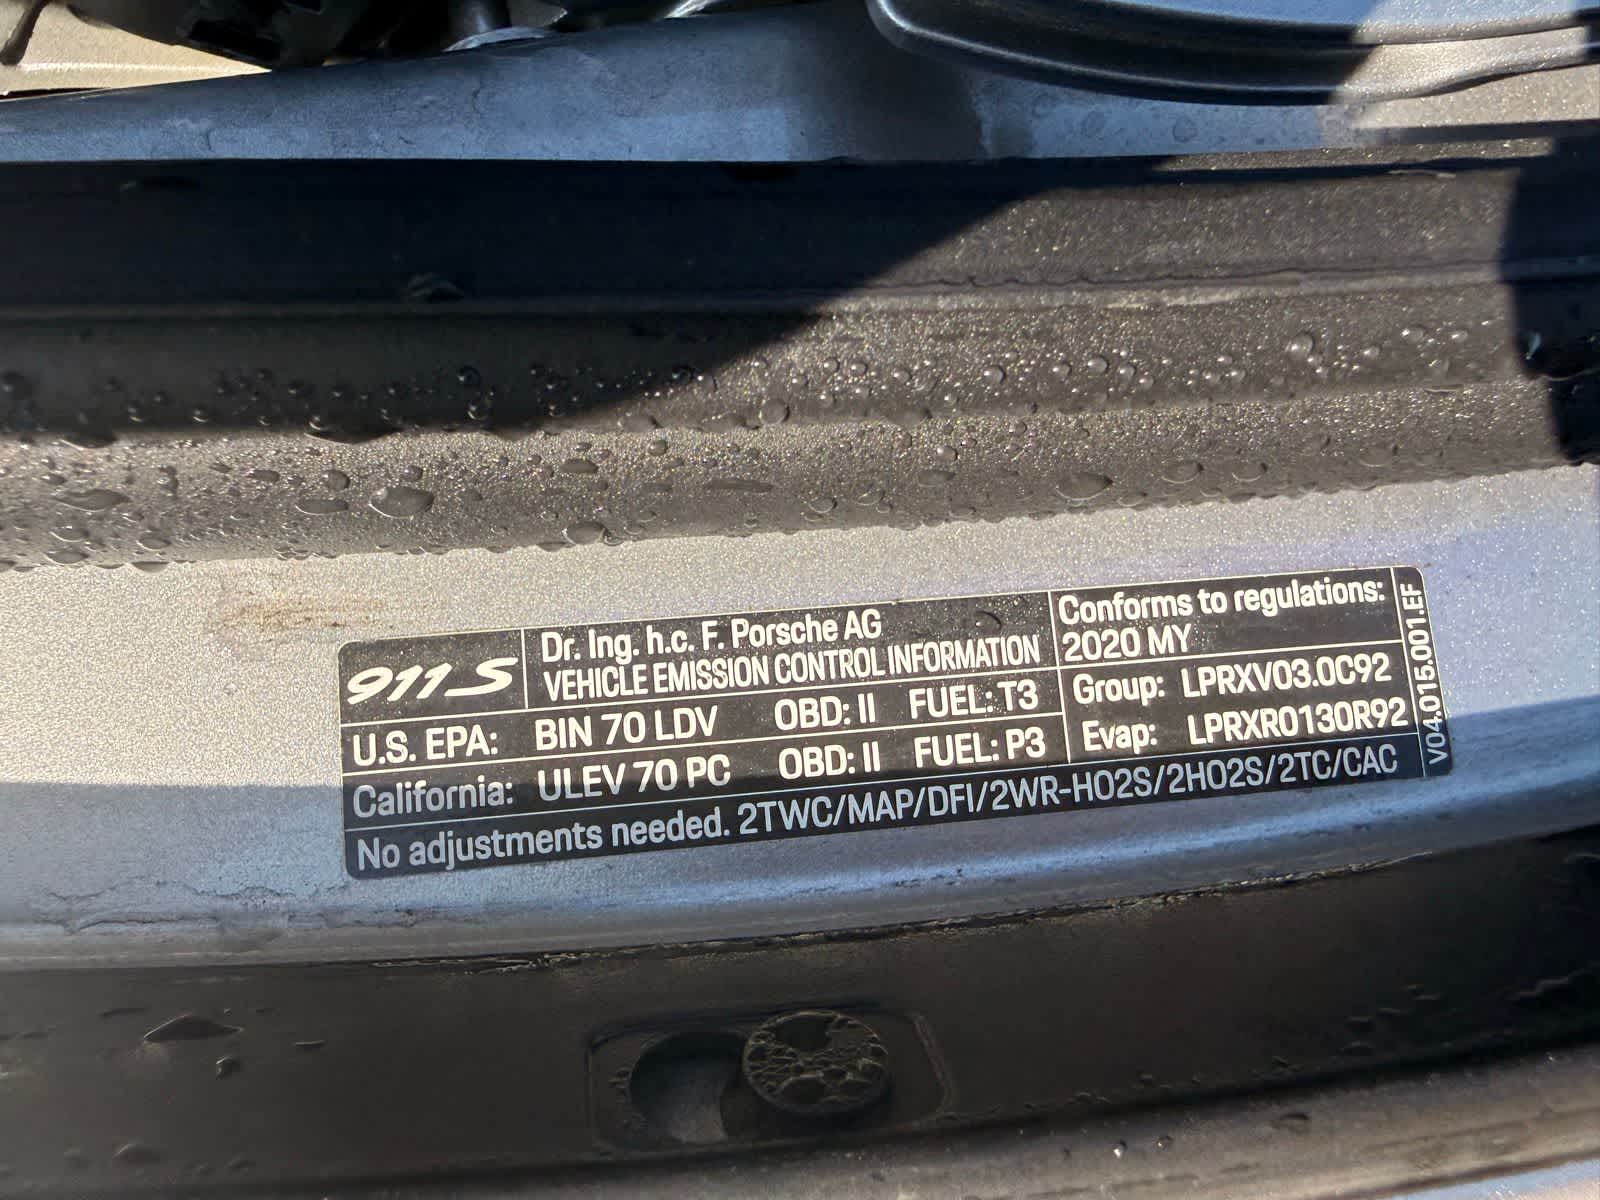 911 S
Dr. Ing. h.c. F. Porsche AG
VEHICLE EMISSION CONTROL INFORMATION
Conforms to regulations:
2020 MY
U.S. EPA: BIN 70 LDV OBD: II FUEL: T3
California: ULEV 70 PC OBD: II FUEL: P3
Group: LPRXV03.0C92
Evap: LPRXR0130R92
No adjustments needed. 2TWC/MAP/DFI/2WR-HO2S/2HO2S/2TC/CAC
V04.015.001.EF